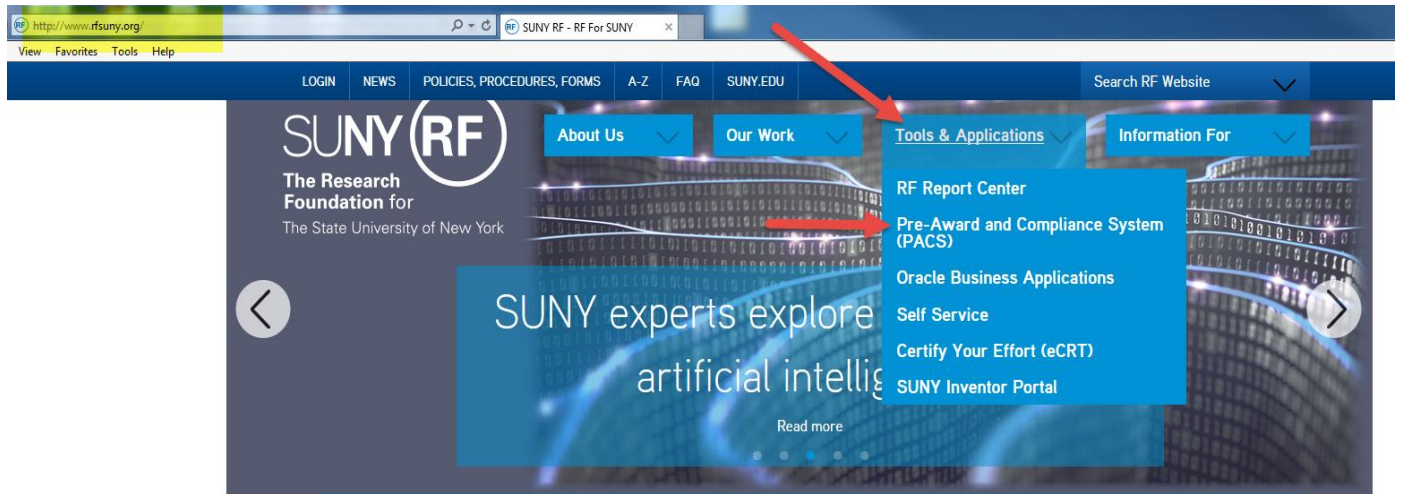 http://www.rfsuny.org/
SUNY RF - RF For SUNY
View Favorites Tools Help
LOGIN NEWS POLICIES, PROCEDURES, FORMS A-Z FAQ SUNY.EDU Search RF Website
SUNY RF
The Research
Foundation for
The State University of New York
About Us Our Work Tools & Applications Information For
RF Report Center
Pre-Award and Compliance System
(PACS)
Oracle Business Applications
Self Service
Certify Your Effort (eCRT)
SUNY Inventor Portal
SUNY experts explore
artificial
Read more